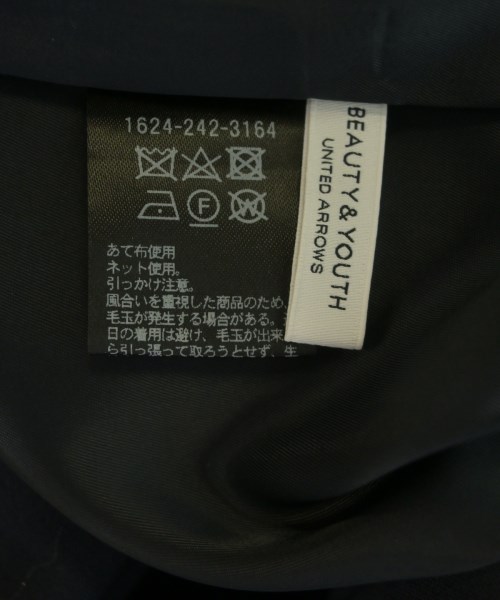 1624-242-3164
F
W
あて布使用
ネット使用。
引っかけ注意。
風合いを重視した商品のため、
毛玉が発生する場合がある。
日の着用は避け、毛玉が出来
ら引っ張って取ろうとせず、生
BEAUTY & YOUTH
UNITED ARROWS